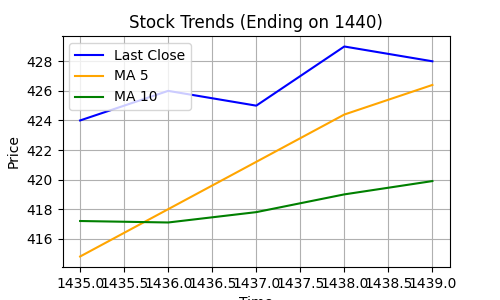 Stock Trends (Ending on 1440)
Last Close
MA 5
MA 10
Price
428
426
424
422
420
418
416
1435.0 1435.5 1436.0 1436.5 1437.0 1437.5 1438.0 1438.5 1439.0
Time